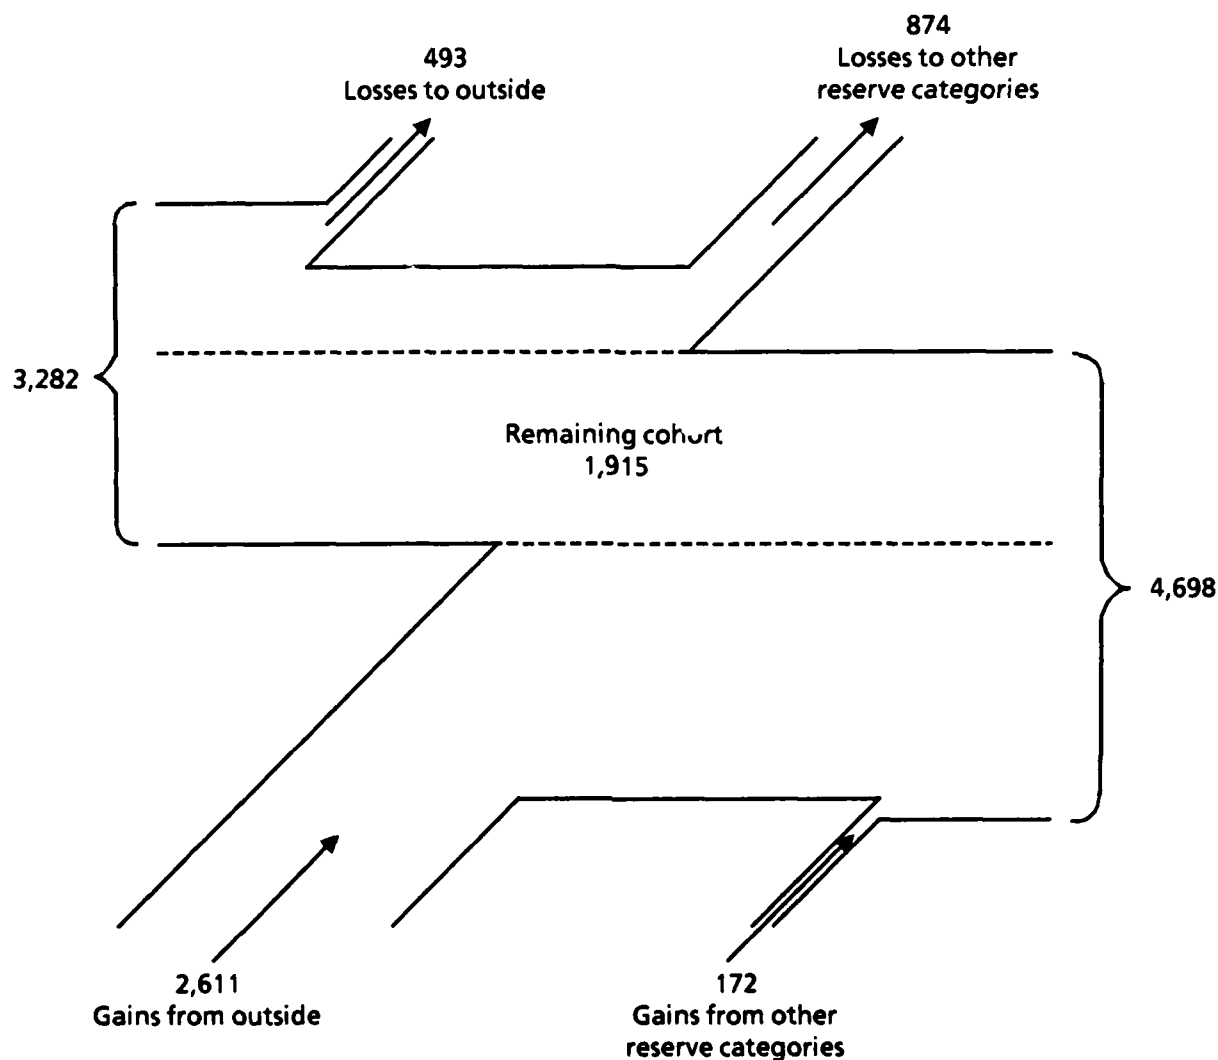 874
Losses to other
reserve categories
493
Losses to outside
3,282
Remaining cohort
1,915
4,698
2,611
Gains from outside
172
Gains from other
reserve categories